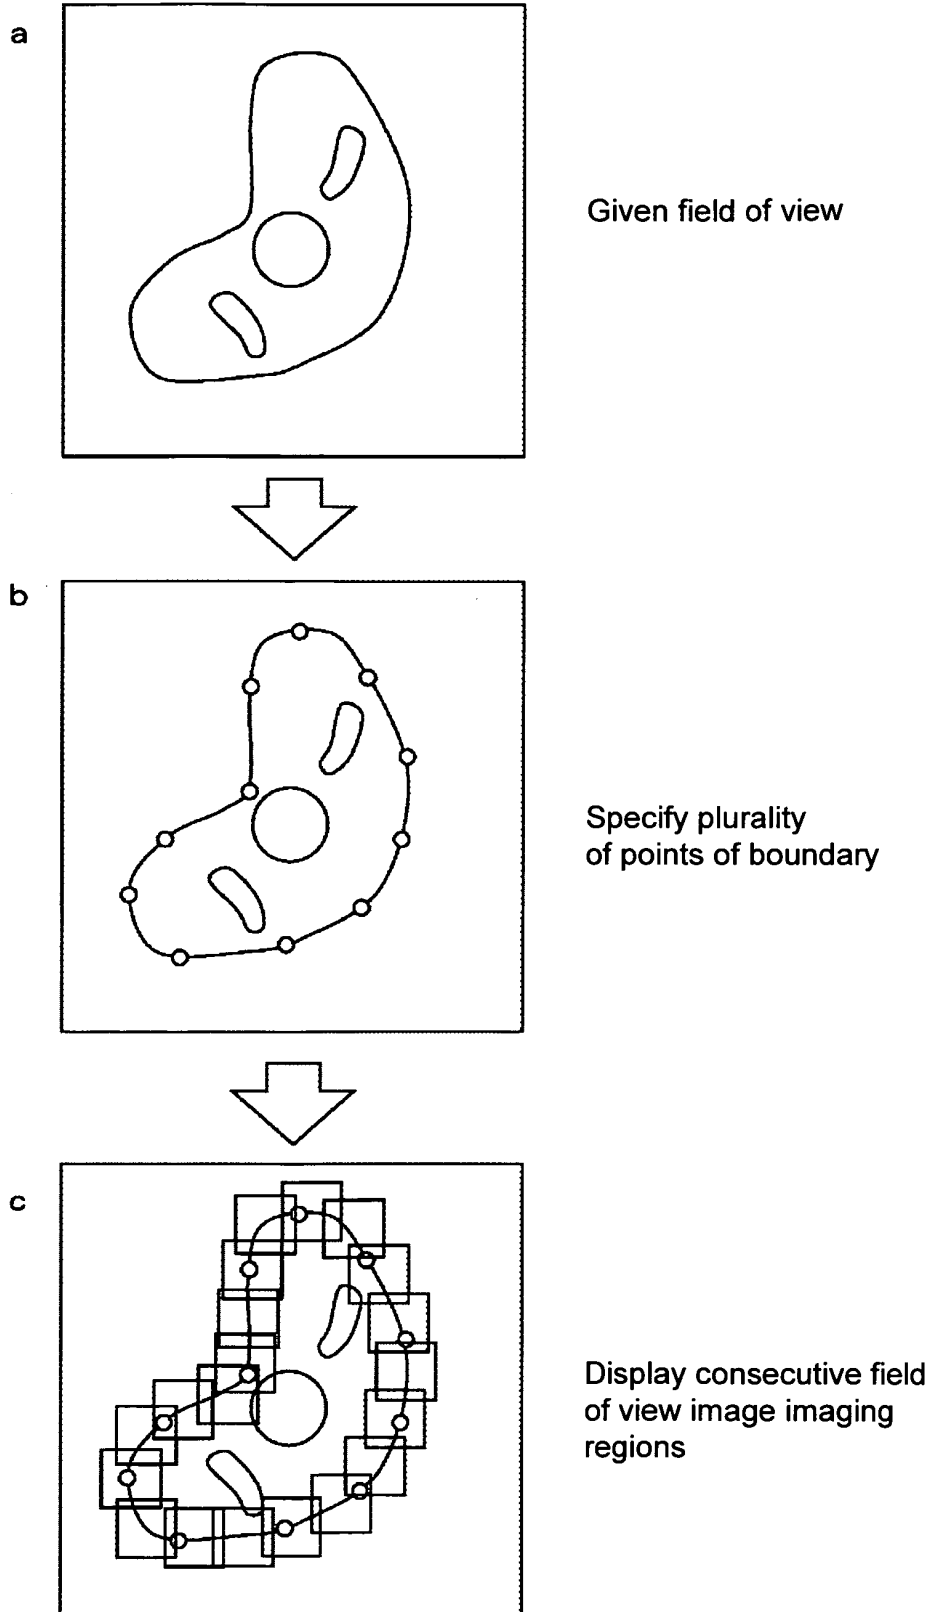 a
Given field of view
b
Specify plurality
of points of boundary
c
Display consecutive field
of view image imaging
regions